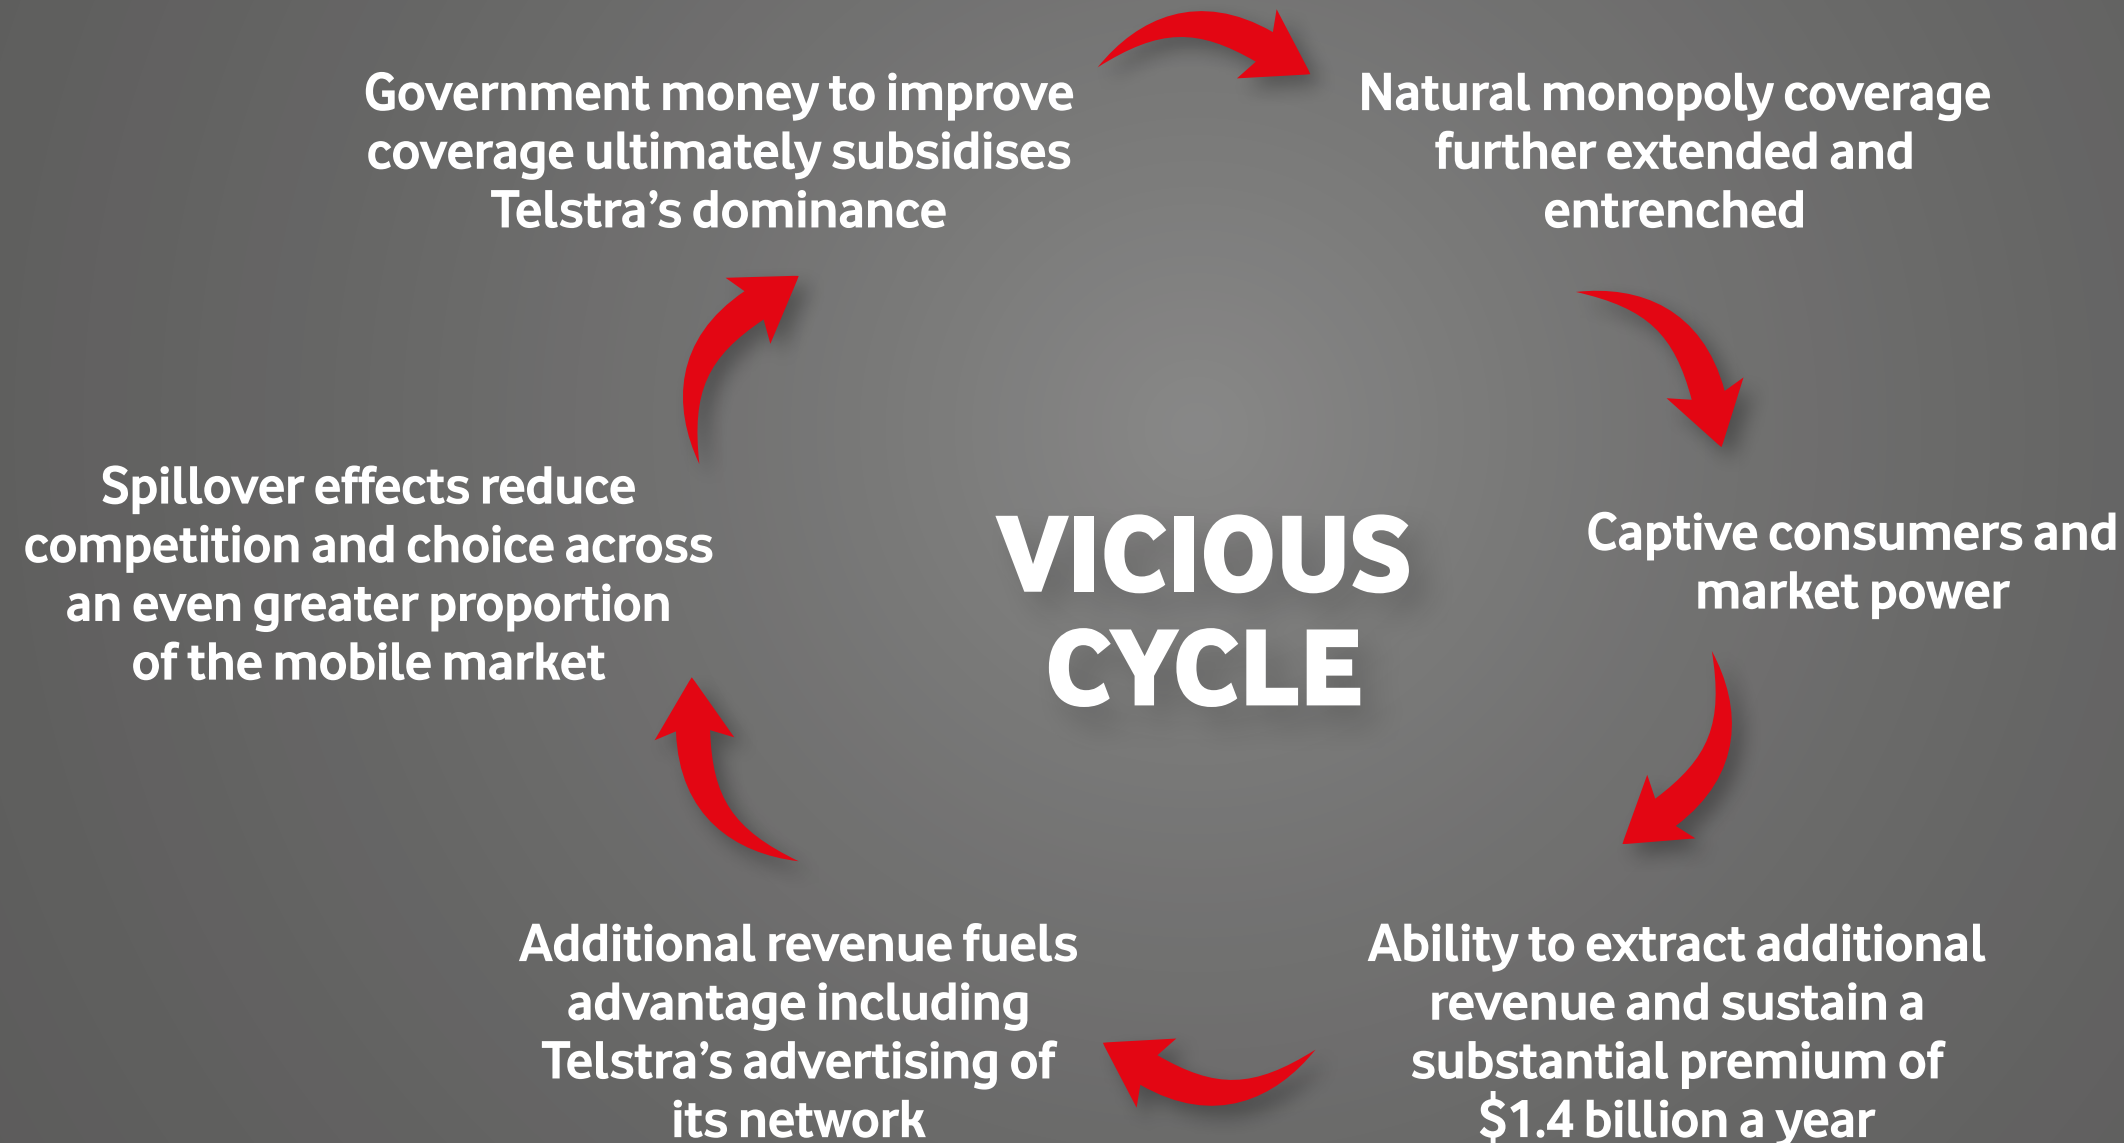 Government money to improve
coverage ultimately subsidises
Telstra’s dominance
Natural monopoly coverage
further extended and
entrenched
Captive consumers and
market power
Ability to extract additional
revenue and sustain a
substantial premium of
$1.4 billion a year
Additional revenue fuels
advantage including
Telstra’s advertising of
its network
Spillover effects reduce
competition and choice across
an even greater proportion
of the mobile market
VICIOUS
CYCLE